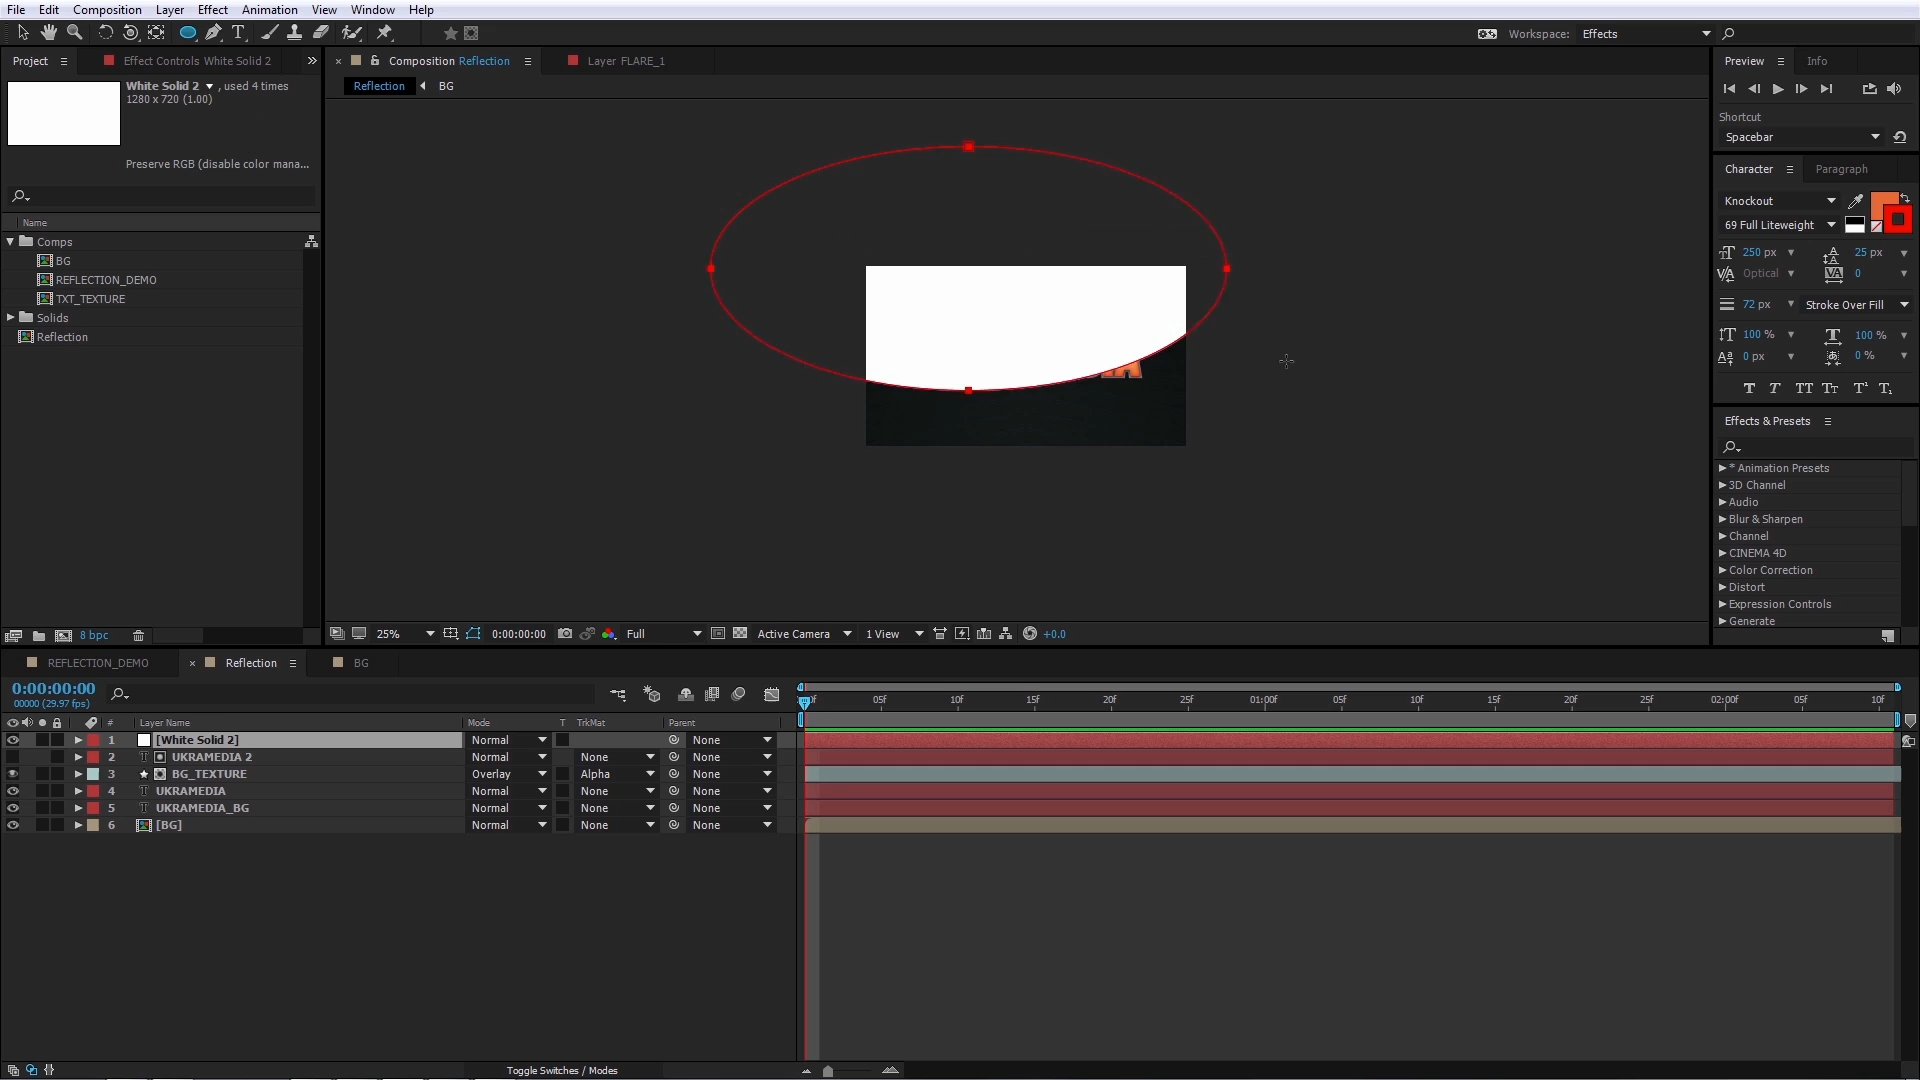 File Edit Composition Layer Effect Animation View Window Help
Workspace: Effects
Project Effect Controls White Solid 2
White Solid 2 , used 4 times
1280 x 720 (1.00)
Preserve RGB (disable color mana...
Name
Comps
BG
REFLECTION_DEMO
TXT_TEXTURE
Solids
Reflection
8 bpc
Composition Reflection Layer FLARE_1
Reflection BG
25% 0:00:00:00 Full Active Camera 1 View +0.0
Preview Info
Shortcut
Spacebar
Character Paragraph
Knockout
69 Full Liteweight
250 px 25 px
Optical 0
72 px Stroke Over Fill
100 % 100 %
0 px 0 %
T T TT Tt T¹ T₁
Effects & Presets
* Animation Presets
3D Channel
Audio
Blur & Sharpen
Channel
CINEMA 4D
Color Correction
Distort
Expression Controls
Generate
REFLECTION_DEMO Reflection BG
0:00:00:00
00000 (29.97 fps)
05f 10f 15f 20f 25f 01:00f 05f 10f 15f 20f 25f 02:00f 05f 10f
# Layer Name Mode T TrkMat Parent
1 [White Solid 2] Normal None
2 UKRAMEDIA 2 Normal None None
3 BG_TEXTURE Overlay Alpha None
4 UKRAMEDIA Normal None None
5 UKRAMEDIA_BG Normal None None
6 [BG] Normal None None
Toggle Switches / Modes